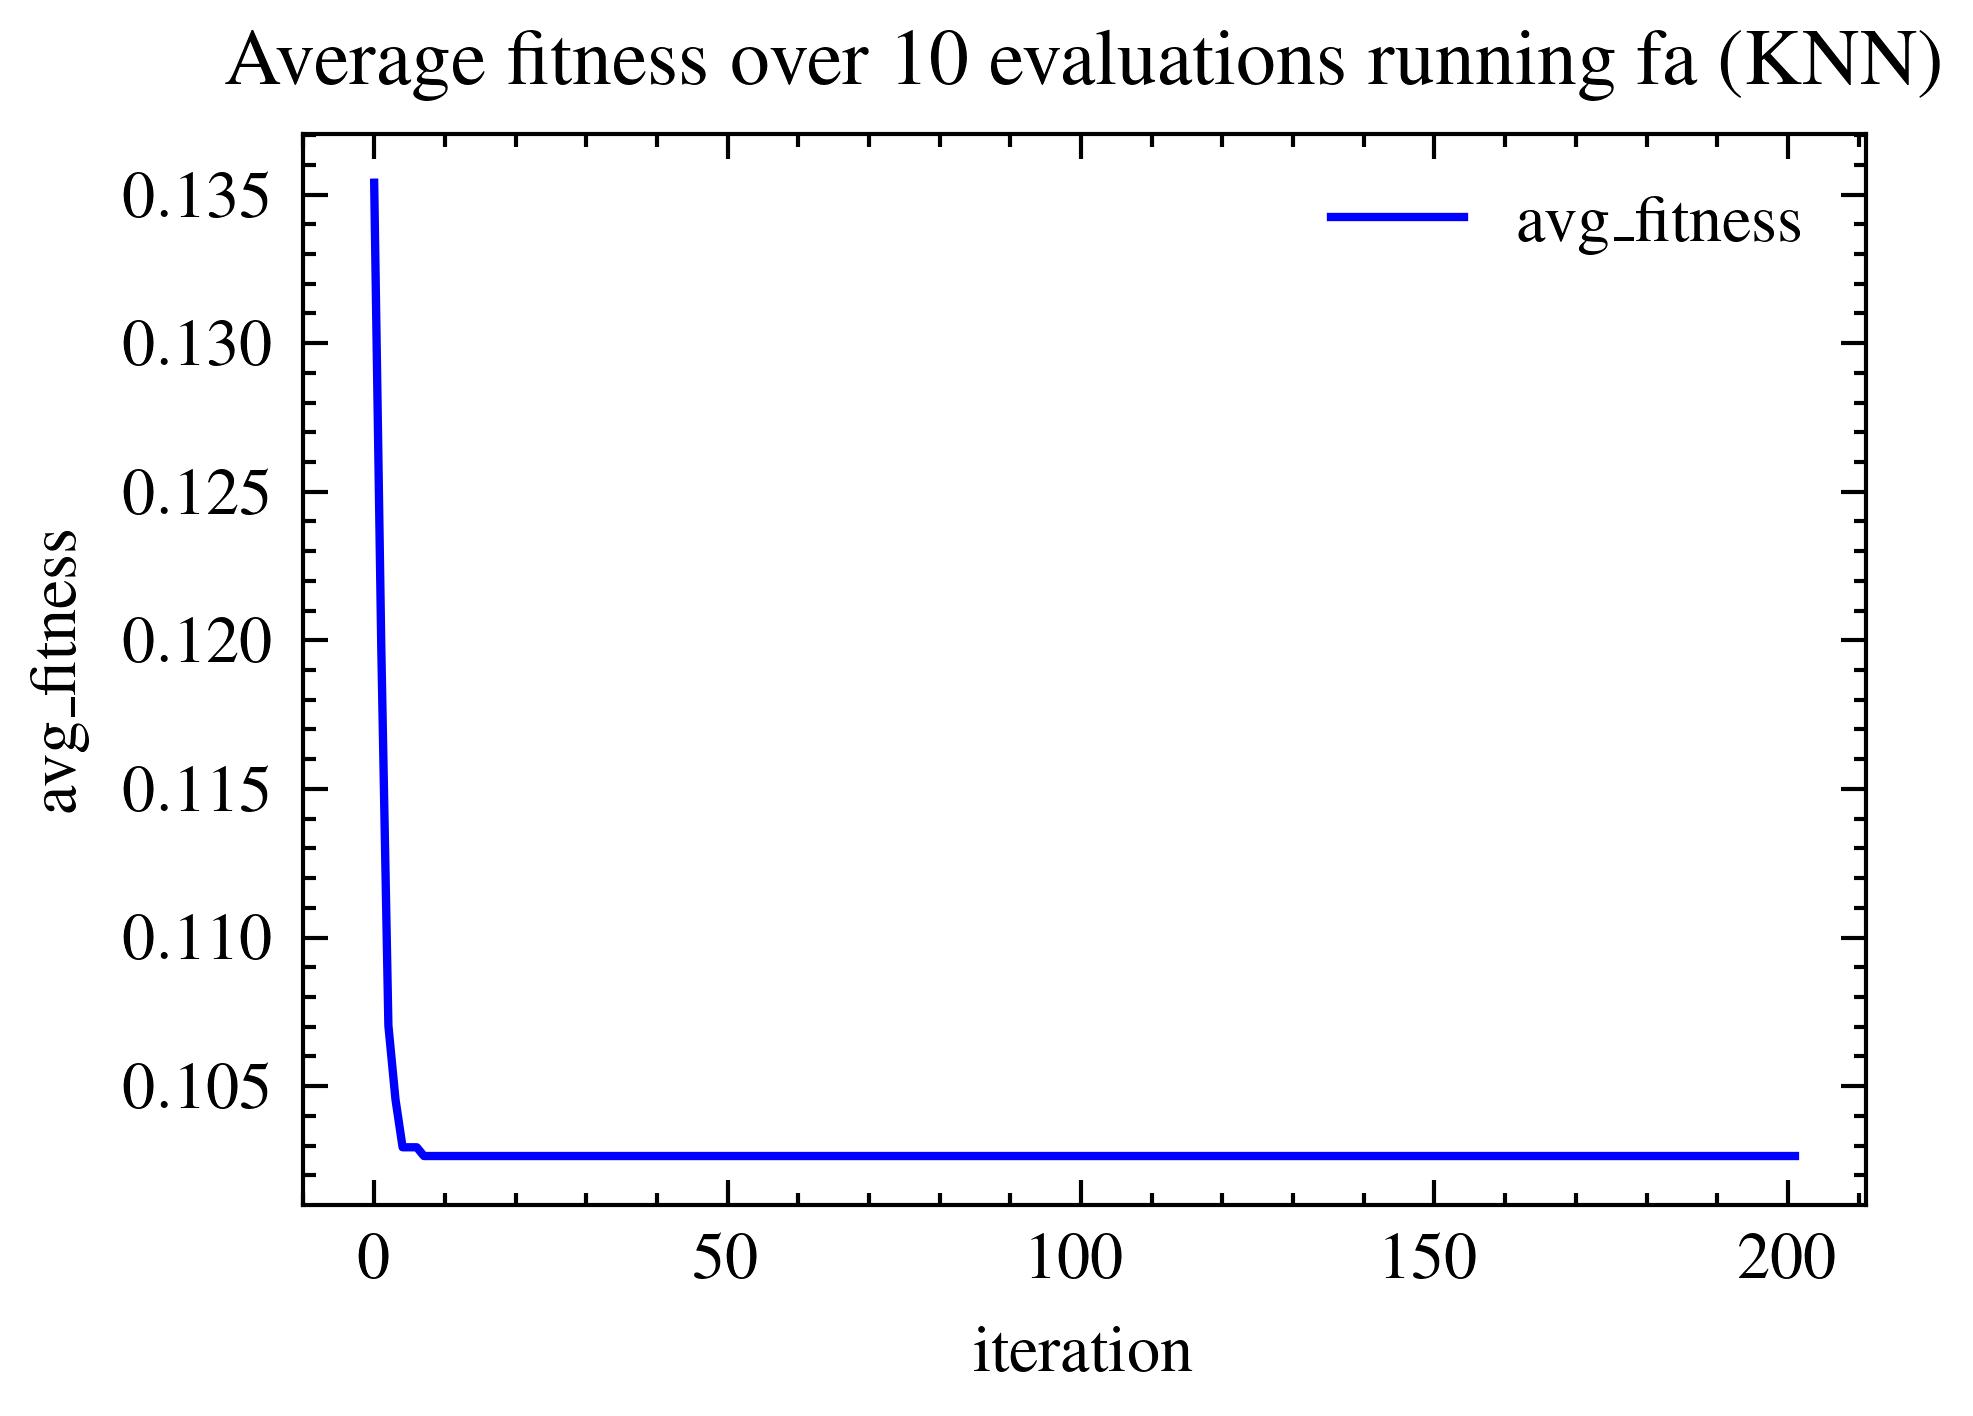 Average fitness over 10 evaluations running fa (KNN)
avg_fitness
0.135
0.130
0.125
0.120
0.115
0.110
0.105
avg_fitness
0 50 100 150 200
iteration